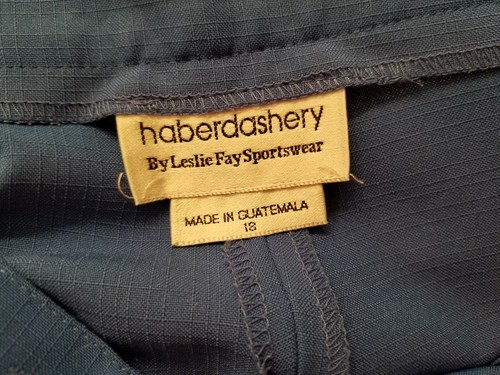 haberdashery
By Leslie Fay Sportswear
MADE IN GUATEMALA
18